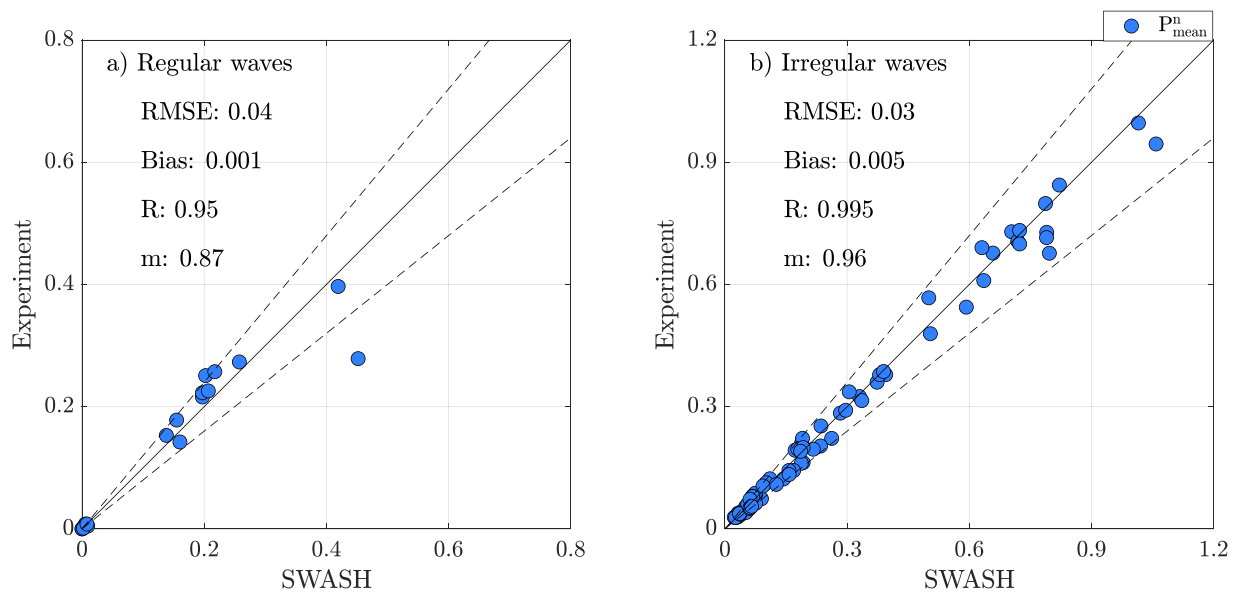 a) Regular waves
RMSE: 0.04
Bias: 0.001
R: 0.95
m: 0.87
0.8
0.6
0.4
0.2
0
0
0.2
0.4
0.6
0.8
Experiment
SWASH
P^n_mean
b) Irregular waves
RMSE: 0.03
Bias: 0.005
R: 0.995
m: 0.96
1.2
0.9
0.6
0.3
0
0
0.3
0.6
0.9
1.2
Experiment
SWASH